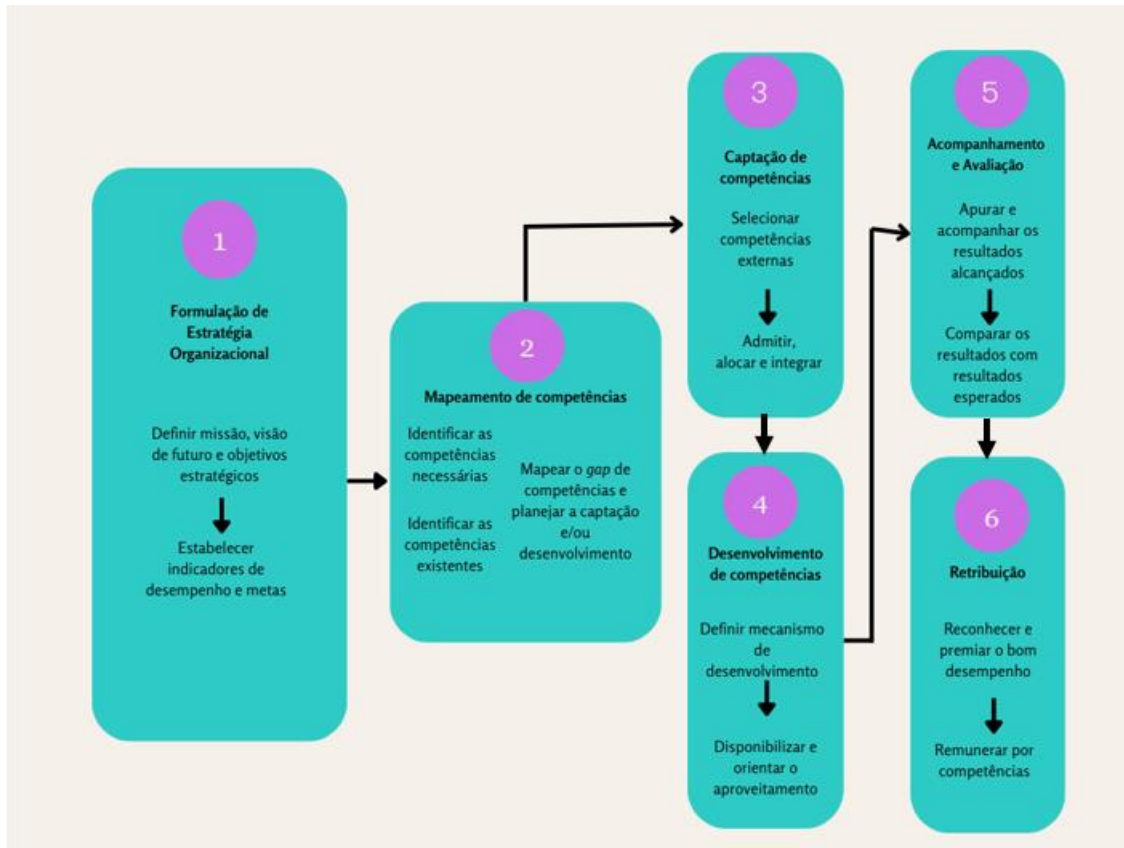 1
Formulação de
Estratégia
Organizacional
Definir missão, visão
de futuro e objetivos
estratégicos
Estabelecer
indicadores de
desempenho e metas
2
Mapeamento de competências
Identificar as
competências
necessárias
Identificar as
competências
existentes
Mapear o gap de
competências e
planejar a captação
e/ou
desenvolvimento
3
Captação de
competências
Selecionar
competências
externas
Admitir,
alocar e integrar
4
Desenvolvimento
de competências
Definir mecanismo
de
desenvolvimento
Disponibilizar e
orientar o
aproveitamento
5
Acompanhamento
e Avaliação
Apurar e
acompanhar os
resultados
alcançados
Comparar os
resultados com
resultados
esperados
6
Retribuição
Reconhecer e
premiar o bom
desempenho
Remunerar por
competências